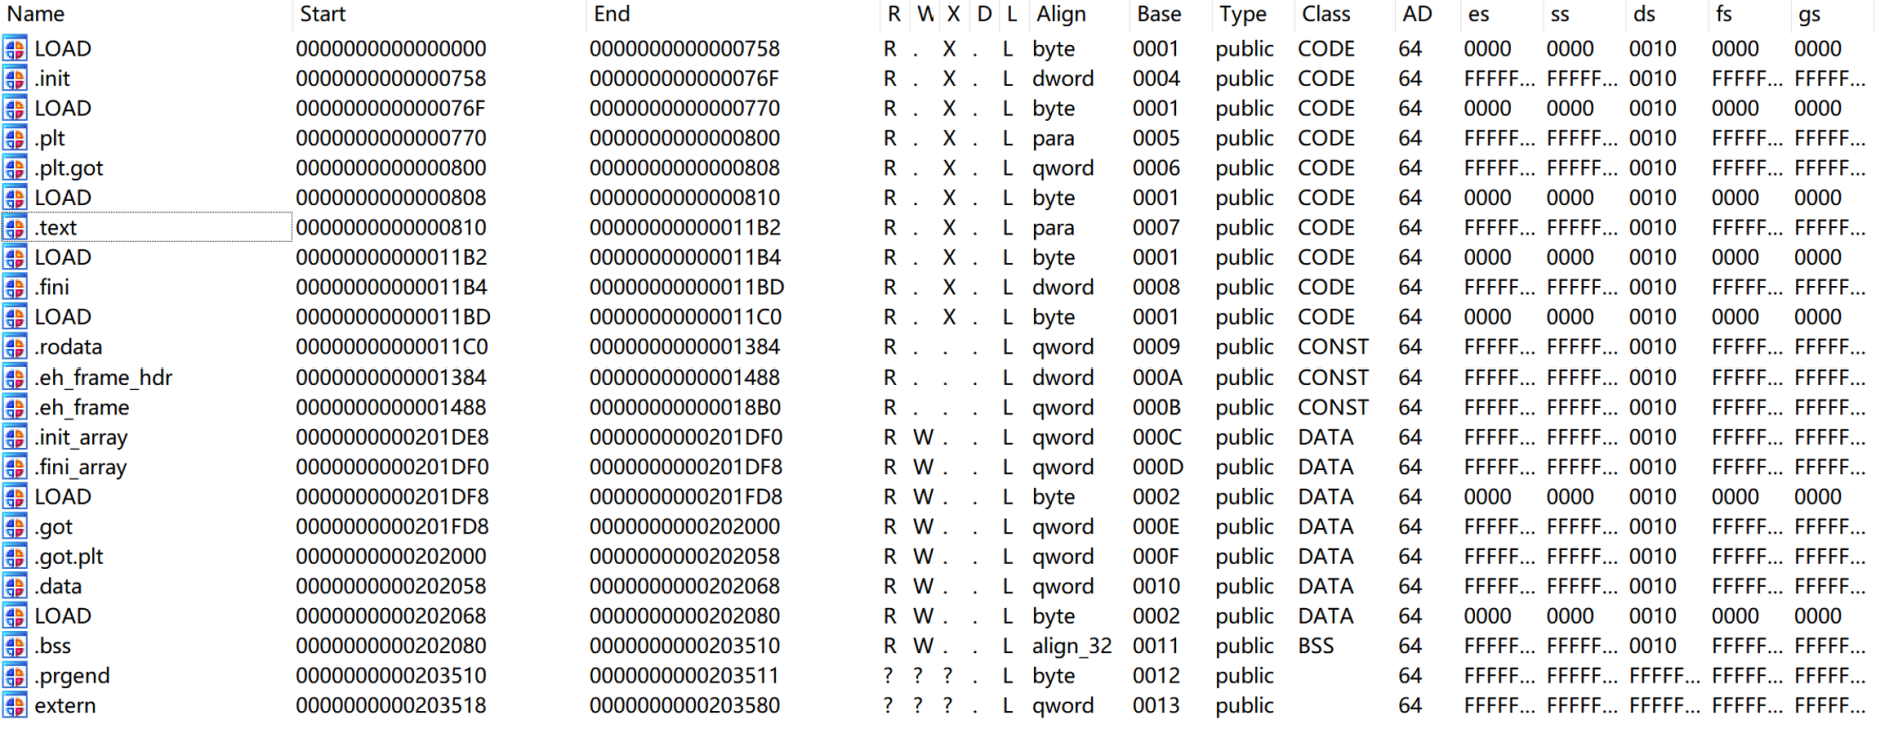 Name Start End R W X D L Align Base Type Class AD es ss ds fs gs
LOAD 0000000000000000 0000000000000758 R . X . L byte 0001 public CODE 64 0000 0000 0010 0000 0000
.init 0000000000000758 000000000000076F R . X . L dword 0004 public CODE 64 FFFFF... FFFFF... 0010 FFFFF... FFFFF...
LOAD 000000000000076F 0000000000000770 R . X . L byte 0001 public CODE 64 0000 0000 0010 0000 0000
.plt 0000000000000770 0000000000000800 R . X . L para 0005 public CODE 64 FFFFF... FFFFF... 0010 FFFFF... FFFFF...
.plt.got 0000000000000800 0000000000000808 R . X . L qword 0006 public CODE 64 FFFFF... FFFFF... 0010 FFFFF... FFFFF...
LOAD 0000000000000808 0000000000000810 R . X . L byte 0001 public CODE 64 0000 0000 0010 0000 0000
.text 0000000000000810 00000000000011B2 R . X . L para 0007 public CODE 64 FFFFF... FFFFF... 0010 FFFFF... FFFFF...
LOAD 00000000000011B2 00000000000011B4 R . X . L byte 0001 public CODE 64 0000 0000 0010 0000 0000
.fini 00000000000011B4 00000000000011BD R . X . L dword 0008 public CODE 64 FFFFF... FFFFF... 0010 FFFFF... FFFFF...
LOAD 00000000000011BD 00000000000011C0 R . X . L byte 0001 public CODE 64 0000 0000 0010 0000 0000
.rodata 00000000000011C0 0000000000001384 R . . . L qword 0009 public CONST 64 FFFFF... FFFFF... 0010 FFFFF... FFFFF...
.eh_frame_hdr 0000000000001384 0000000000001488 R . . . L dword 000A public CONST 64 FFFFF... FFFFF... 0010 FFFFF... FFFFF...
.eh_frame 0000000000001488 00000000000018B0 R . . . L qword 000B public CONST 64 FFFFF... FFFFF... 0010 FFFFF... FFFFF...
.init_array 0000000000201DE8 0000000000201DF0 R W . . L qword 000C public DATA 64 FFFFF... FFFFF... 0010 FFFFF... FFFFF...
.fini_array 0000000000201DF0 0000000000201DF8 R W . . L qword 000D public DATA 64 FFFFF... FFFFF... 0010 FFFFF... FFFFF...
LOAD 0000000000201DF8 0000000000201FD8 R W . . L byte 0002 public DATA 64 0000 0000 0010 0000 0000
.got 0000000000201FD8 0000000000202000 R W . . L qword 000E public DATA 64 FFFFF... FFFFF... 0010 FFFFF... FFFFF...
.got.plt 0000000000202000 0000000000202058 R W . . L qword 000F public DATA 64 FFFFF... FFFFF... 0010 FFFFF... FFFFF...
.data 0000000000202058 0000000000202068 R W . . L qword 0010 public DATA 64 FFFFF... FFFFF... 0010 FFFFF... FFFFF...
LOAD 0000000000202068 0000000000202080 R W . . L byte 0002 public DATA 64 0000 0000 0010 0000 0000
.bss 0000000000202080 0000000000203510 R W . . L align_32 0011 public BSS 64 FFFFF... FFFFF... 0010 FFFFF... FFFFF...
.prgend 0000000000203510 0000000000203511 ? ? ? . L byte 0012 public 64 FFFFF... FFFFF... FFFFF... FFFFF... FFFFF...
extern 0000000000203518 0000000000203580 ? ? ? . L qword 0013 public 64 FFFFF... FFFFF... FFFFF... FFFFF... FFFFF...